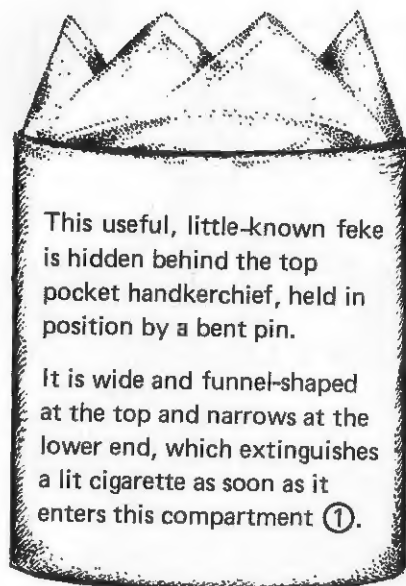 This useful, little-known feke
is hidden behind the top
pocket handkerchief, held in
position by a bent pin.
It is wide and funnel-shaped
at the top and narrows at the
lower end, which extinguishes
a lit cigarette as soon as it
enters this compartment ①.